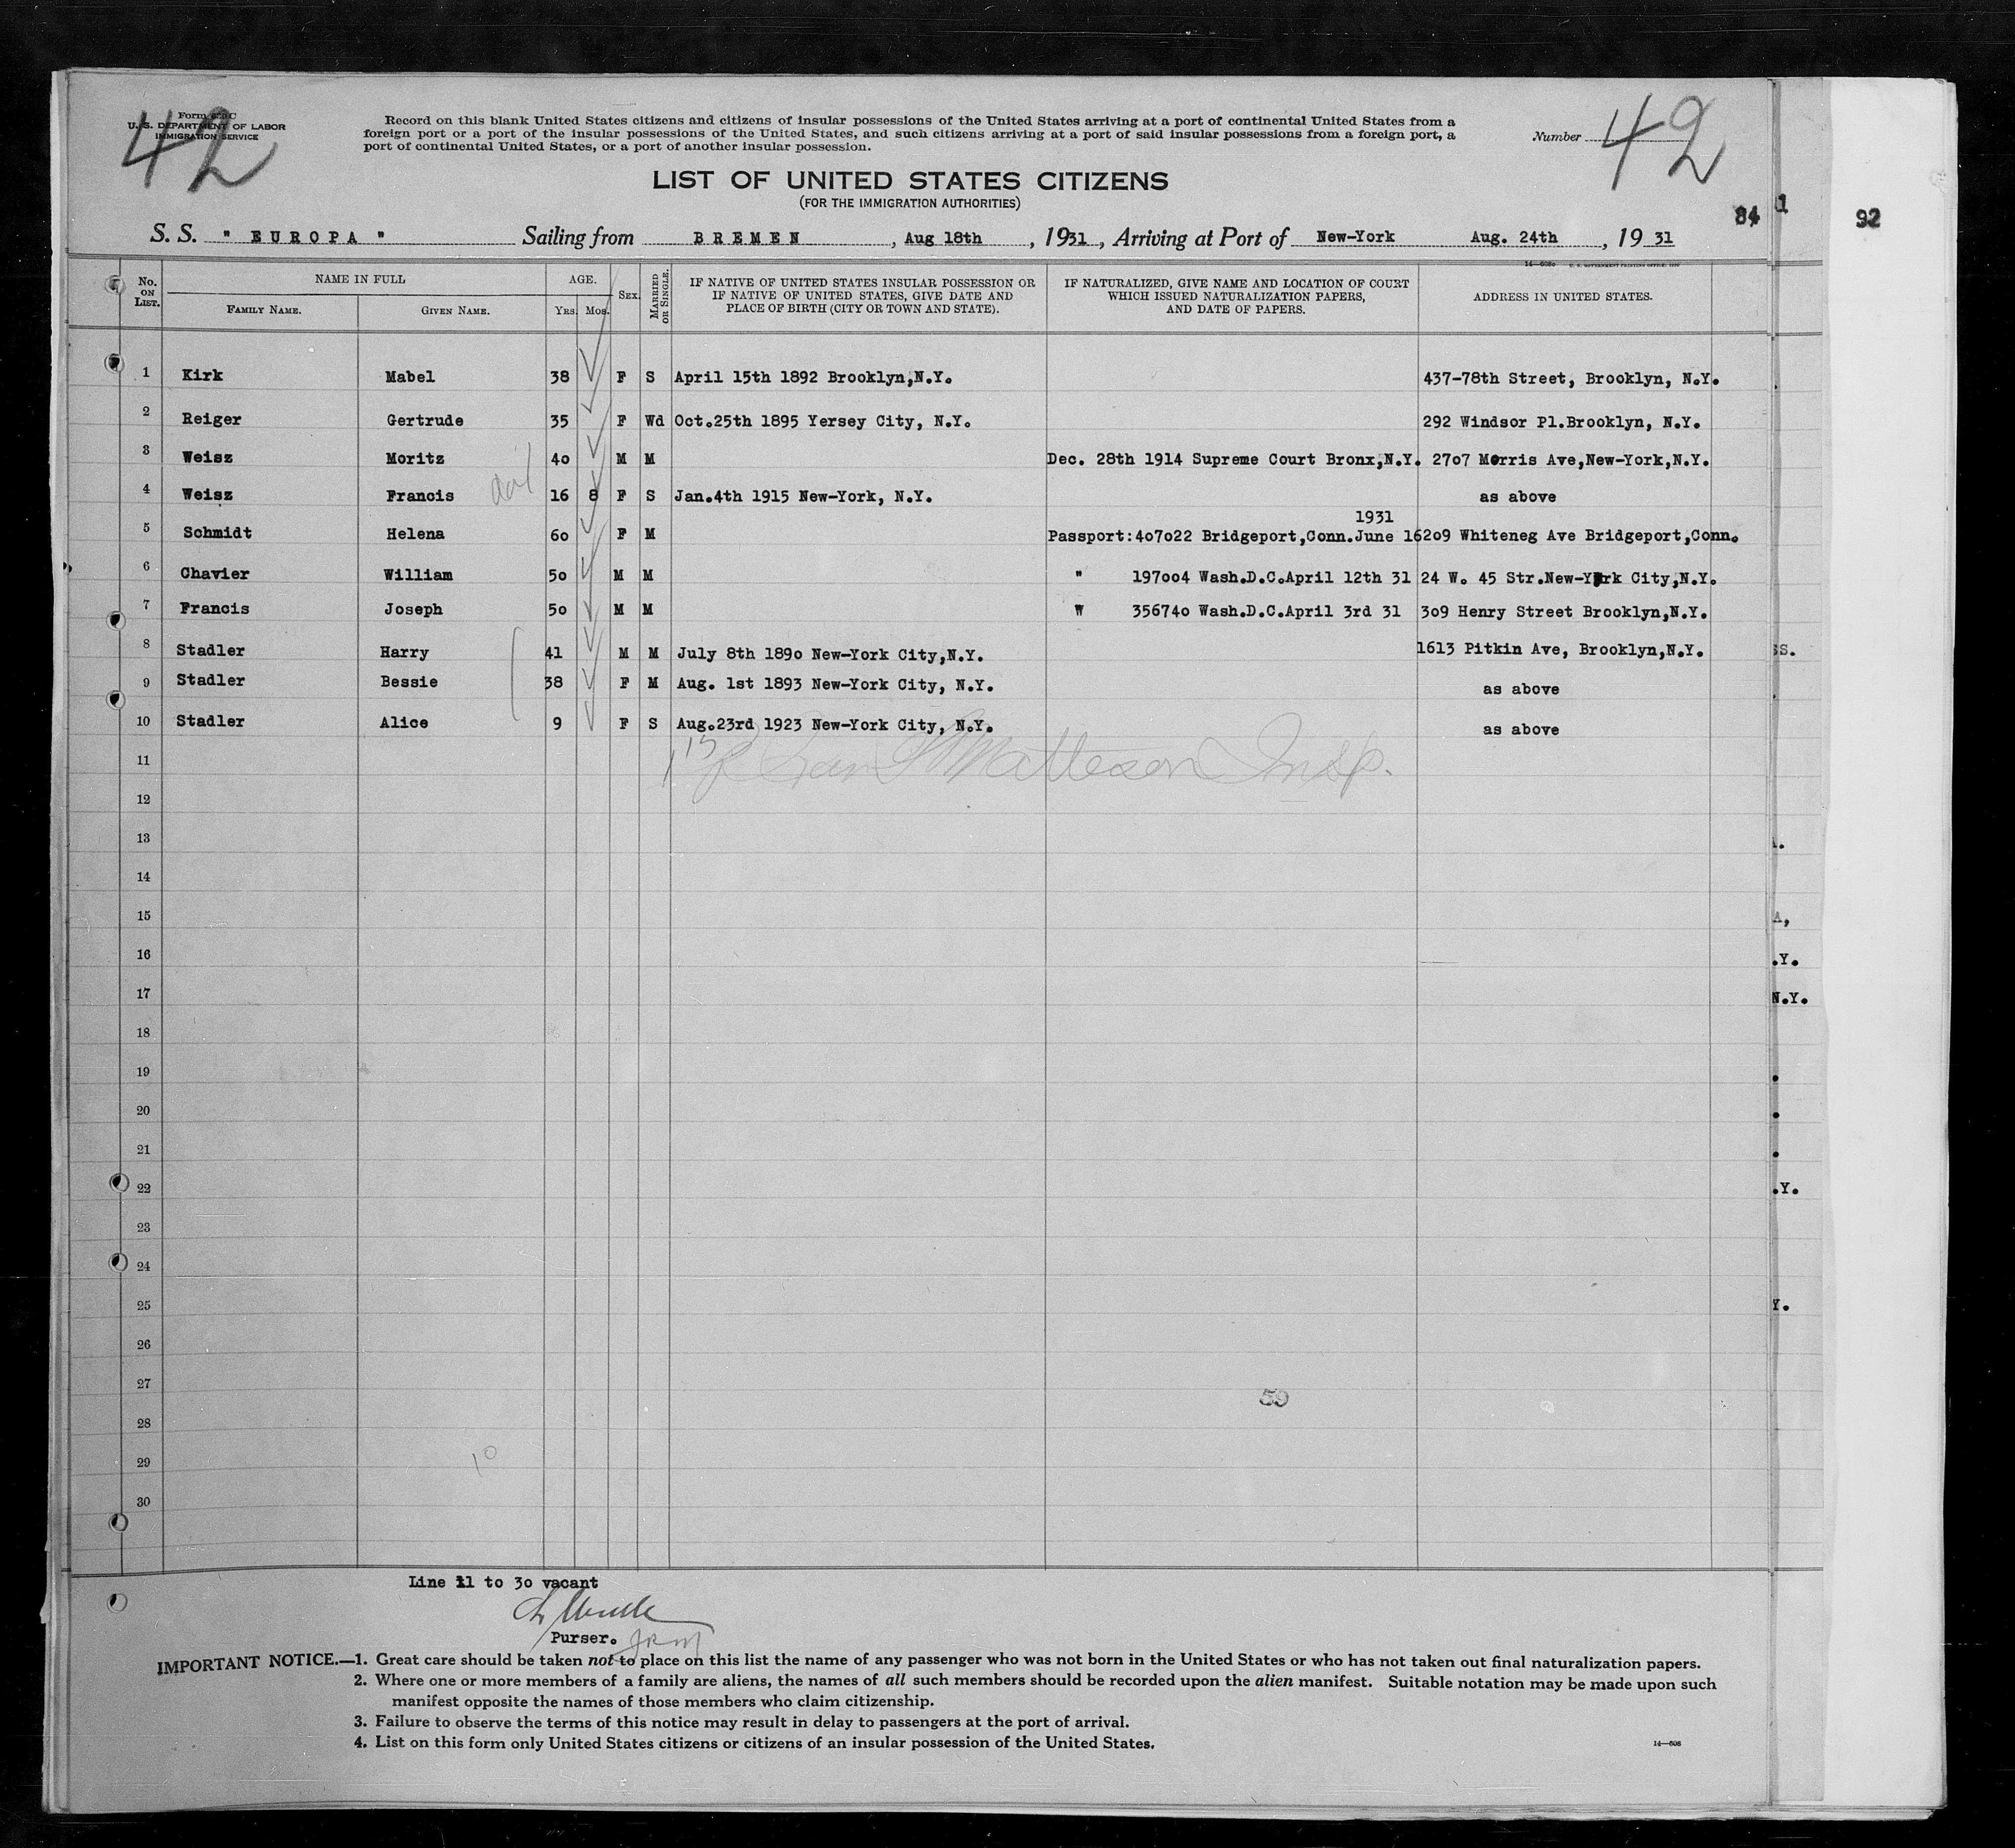 42
Form 630 C
U. S. DEPARTMENT OF LABOR
IMMIGRATION SERVICE
Record on this blank United States citizens and citizens of insular possessions of the United States arriving at a port of continental United States from a
foreign port or a port of the insular possessions of the United States, and such citizens arriving at a port of said insular possessions from a foreign port, a
port of continental United States, or a port of another insular possession.
Number 42
LIST OF UNITED STATES CITIZENS
(FOR THE IMMIGRATION AUTHORITIES)
84 1 92
S. S. " EUROPA " Sailing from BREMEN, Aug 18th, 1931, Arriving at Port of New-York Aug. 24th, 19 31
No. ON LIST. NAME IN FULL AGE. SEX. MARRIED OR SINGLE. IF NATIVE OF UNITED STATES INSULAR POSSESSION OR IF NATIVE OF UNITED STATES, GIVE DATE AND PLACE OF BIRTH (CITY OR TOWN AND STATE). IF NATURALIZED, GIVE NAME AND LOCATION OF COURT WHICH ISSUED NATURALIZATION PAPERS, AND DATE OF PAPERS. ADDRESS IN UNITED STATES.
FAMILY NAME. GIVEN NAME. YRS. MOS.
1 Kirk Mabel 38 F S April 15th 1892 Brooklyn,N.Y. 437-78th Street, Brooklyn, N.Y.
2 Reiger Gertrude 35 F Wd Oct.25th 1895 Yersey City, N.Y. 292 Windsor Pl.Brooklyn, N.Y.
3 Weisz Moritz 40 M M Dec. 28th 1914 Supreme Court Bronx,N.Y. 2707 Morris Ave,New-York,N.Y.
4 Weisz Francis 16 8 F S Jan.4th 1915 New-York, N.Y. as above
1931
5 Schmidt Helena 60 F M Passport:407022 Bridgeport,Conn.June 16 209 Whiteneg Ave Bridgeport,Conn.
6 Chavier William 50 M M " 197004 Wash.D.C.April 12th 31 24 W. 45 Str.New-York City,N.Y.
7 Francis Joseph 50 M M W 356740 Wash.D.C.April 3rd 31 309 Henry Street Brooklyn,N.Y.
8 Stadler Harry 41 M M July 8th 1890 New-York City,N.Y. 1613 Pitkin Ave, Brooklyn,N.Y.
9 Stadler Bessie 38 F M Aug. 1st 1893 New-York City, N.Y. as above
10 Stadler Alice 9 F S Aug.23rd 1923 New-York City, N.Y. as above
11 Matteson Insp.
12
13
14
15
16
17
18
19
20
21
22
23
24
25
26
27
59
28
29 10
30
Line 11 to 30 vacant
Purser. JRM
IMPORTANT NOTICE.—1. Great care should be taken not to place on this list the name of any passenger who was not born in the United States or who has not taken out final naturalization papers.
2. Where one or more members of a family are aliens, the names of all such members should be recorded upon the alien manifest. Suitable notation may be made upon such
manifest opposite the names of those members who claim citizenship.
3. Failure to observe the terms of this notice may result in delay to passengers at the port of arrival.
4. List on this form only United States citizens or citizens of an insular possession of the United States.
14—608